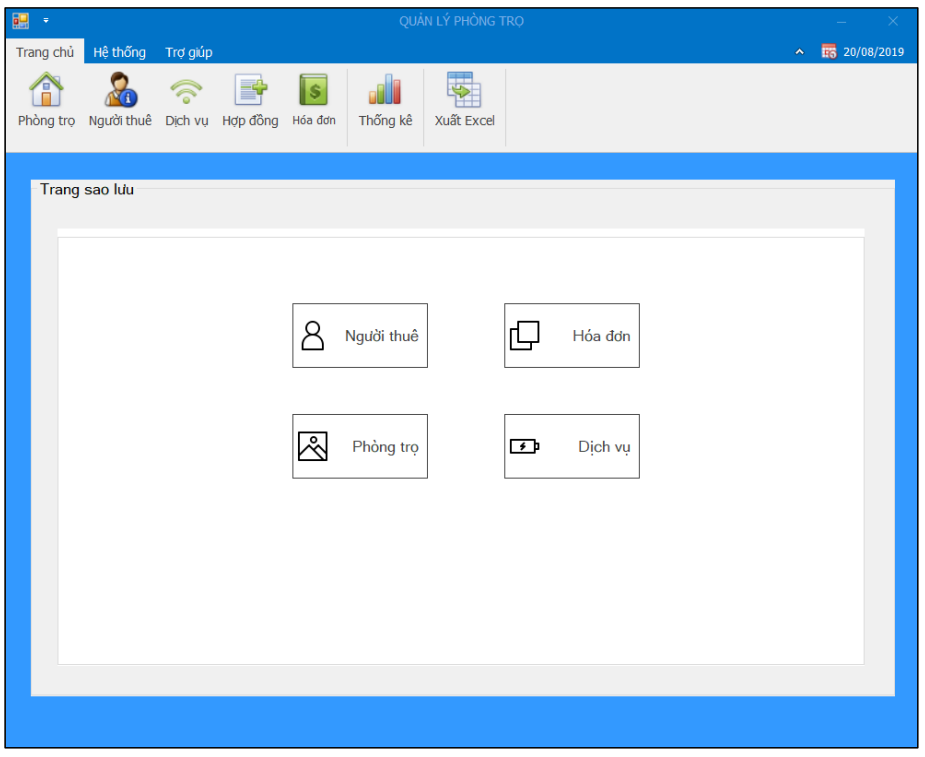 QUẢN LÝ PHÒNG TRỌ
Trang chủ Hệ thống Trợ giúp 20/08/2019
Phòng trọ Người thuê Dịch vụ Hợp đồng Hóa đơn Thống kê Xuất Excel
Trang sao lưu
Người thuê Hóa đơn
Phòng trọ Dịch vụ